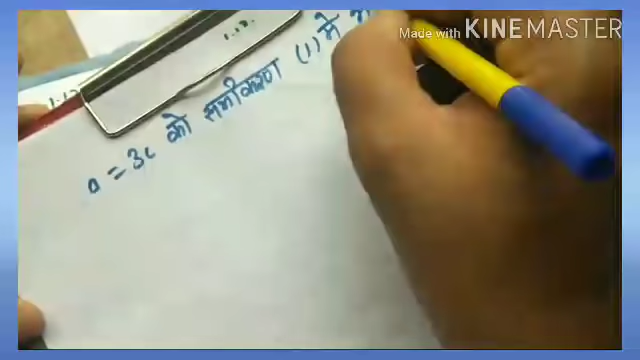 Made with KINEMASTER
a = 3c को समीकरण (1) में